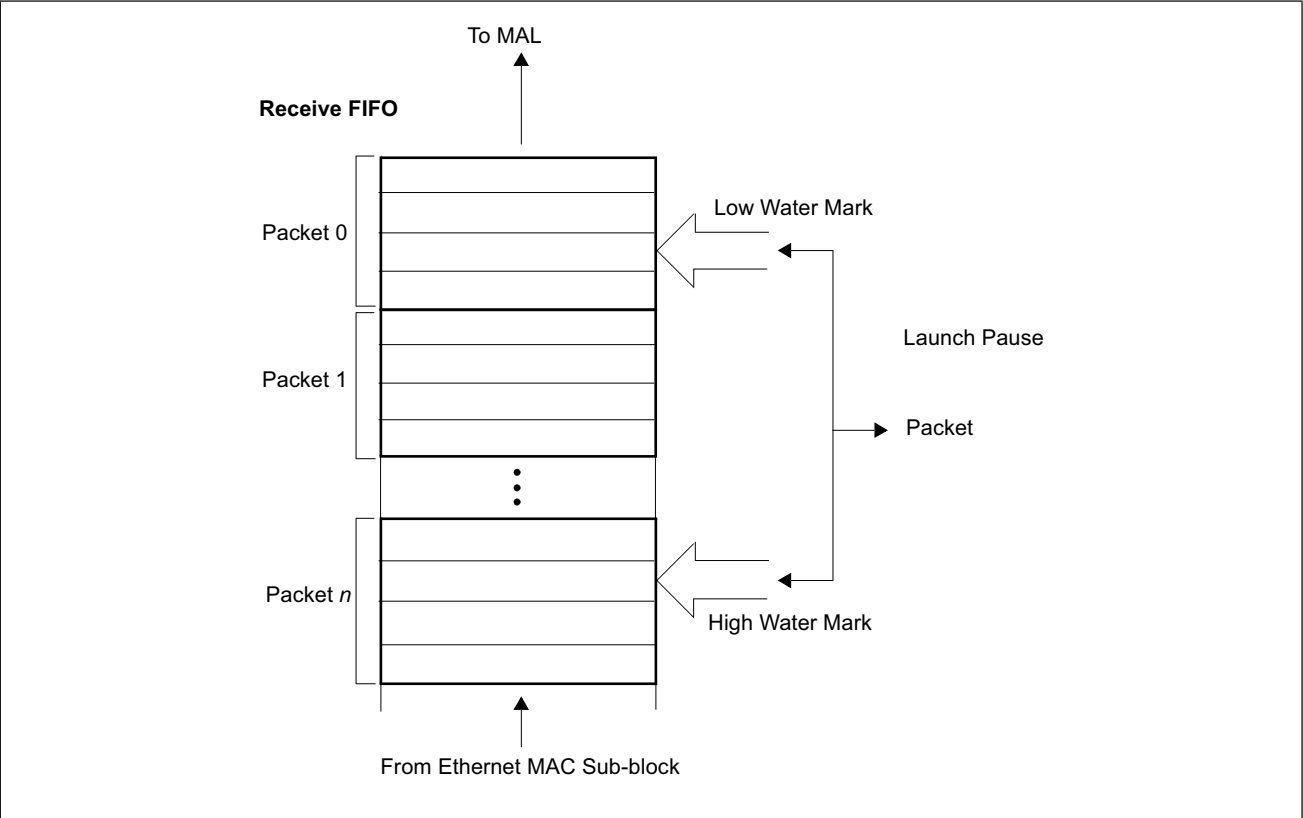 To MAL
Receive FIFO
Low Water Mark
Packet 0
Launch Pause
Packet 1
Packet
Packet n
High Water Mark
From Ethernet MAC Sub-block